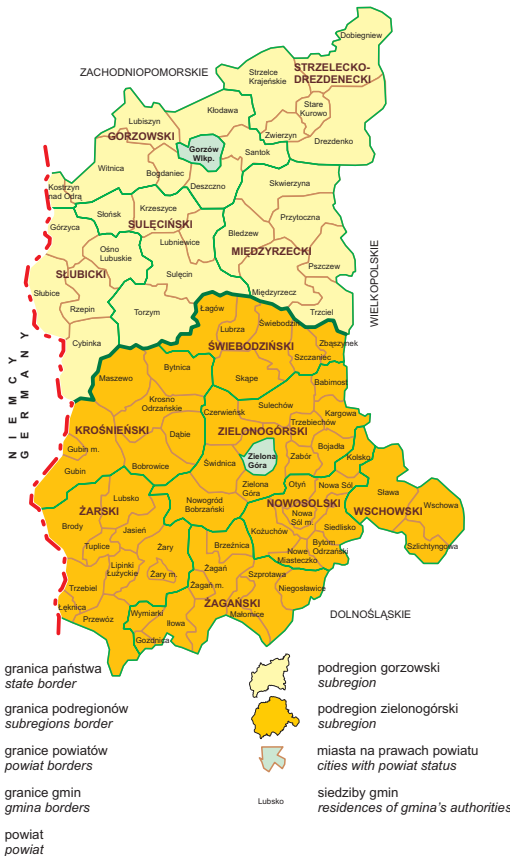 Dobiegniew
ZACHODNIOPOMORSKIE
STRZELECKO-
DREZDENECKI
Strzelce
Krajeńskie
Stare
Kurowo
Kłodawa
Lubiszyn
GORZOWSKI
Zwierzyn
Drezdenko
Gorzów
Wlkp.
Santok
Witnica
Bogdaniec
Deszczno
Skwierzyna
Kostrzyn
nad Odrą
Słońsk
Krzeszyce
Przytoczna
Górzyca
SULĘCIŃSKI
Ośno
Lubuskie
Lubniewice
Bledzew
MIĘDZYRZECKI
SŁUBICKI
Sulęcin
Pszczew
WIELKOPOLSKIE
Słubice
Rzepin
Torzym
Międzyrzecz
Trzciel
Łagów
Świebodzin
Lubrza
Zbąszynek
Cybinka
ŚWIEBODZIŃSKI
Szczaniec
NIEMCY
GERMANY
Maszewo
Bytnica
Skąpe
Babimost
Krosno
Odrzańskie
Czerwieńsk
Sulechów
Kargowa
KROŚNIEŃSKI
Dąbie
ZIELONOGÓRSKI
Trzebiechów
Gubin m.
Zielona
Góra
Zabór
Bojadła
Kolsko
Gubin
Bobrowice
Świdnica
Zielona
Góra
Otyń
Nowa Sól
Sława
Wschowa
Lubsko
Nowogród
Bobrzański
NOWOSOLSKI
WSCHOWSKI
ŻARSKI
Nowa
Sól m.
Brody
Jasień
Kożuchów
Siedlisko
Tuplice
Żary
Brzeźnica
Bytom
Odrzański
Szlichtyngowa
Nowe
Miasteczko
Lipinki
Łużyckie
Żary m.
Żagań
Szprotawa
Trzebiel
Żagań m.
Niegosławice
Łęknica
ŻAGAŃSKI
Przewóz
Wymiarki
Iłowa
Małomice
DOLNOŚLĄSKIE
Gozdnica
granica państwa
state border
granica podregionów
subregions border
granice powiatów
powiat borders
granice gmin
gmina borders
powiat
powiat
podregion gorzowski
subregion
podregion zielonogórski
subregion
miasta na prawach powiatu
cities with powiat status
Lubsko
siedziby gmin
residences of gmina's authorities